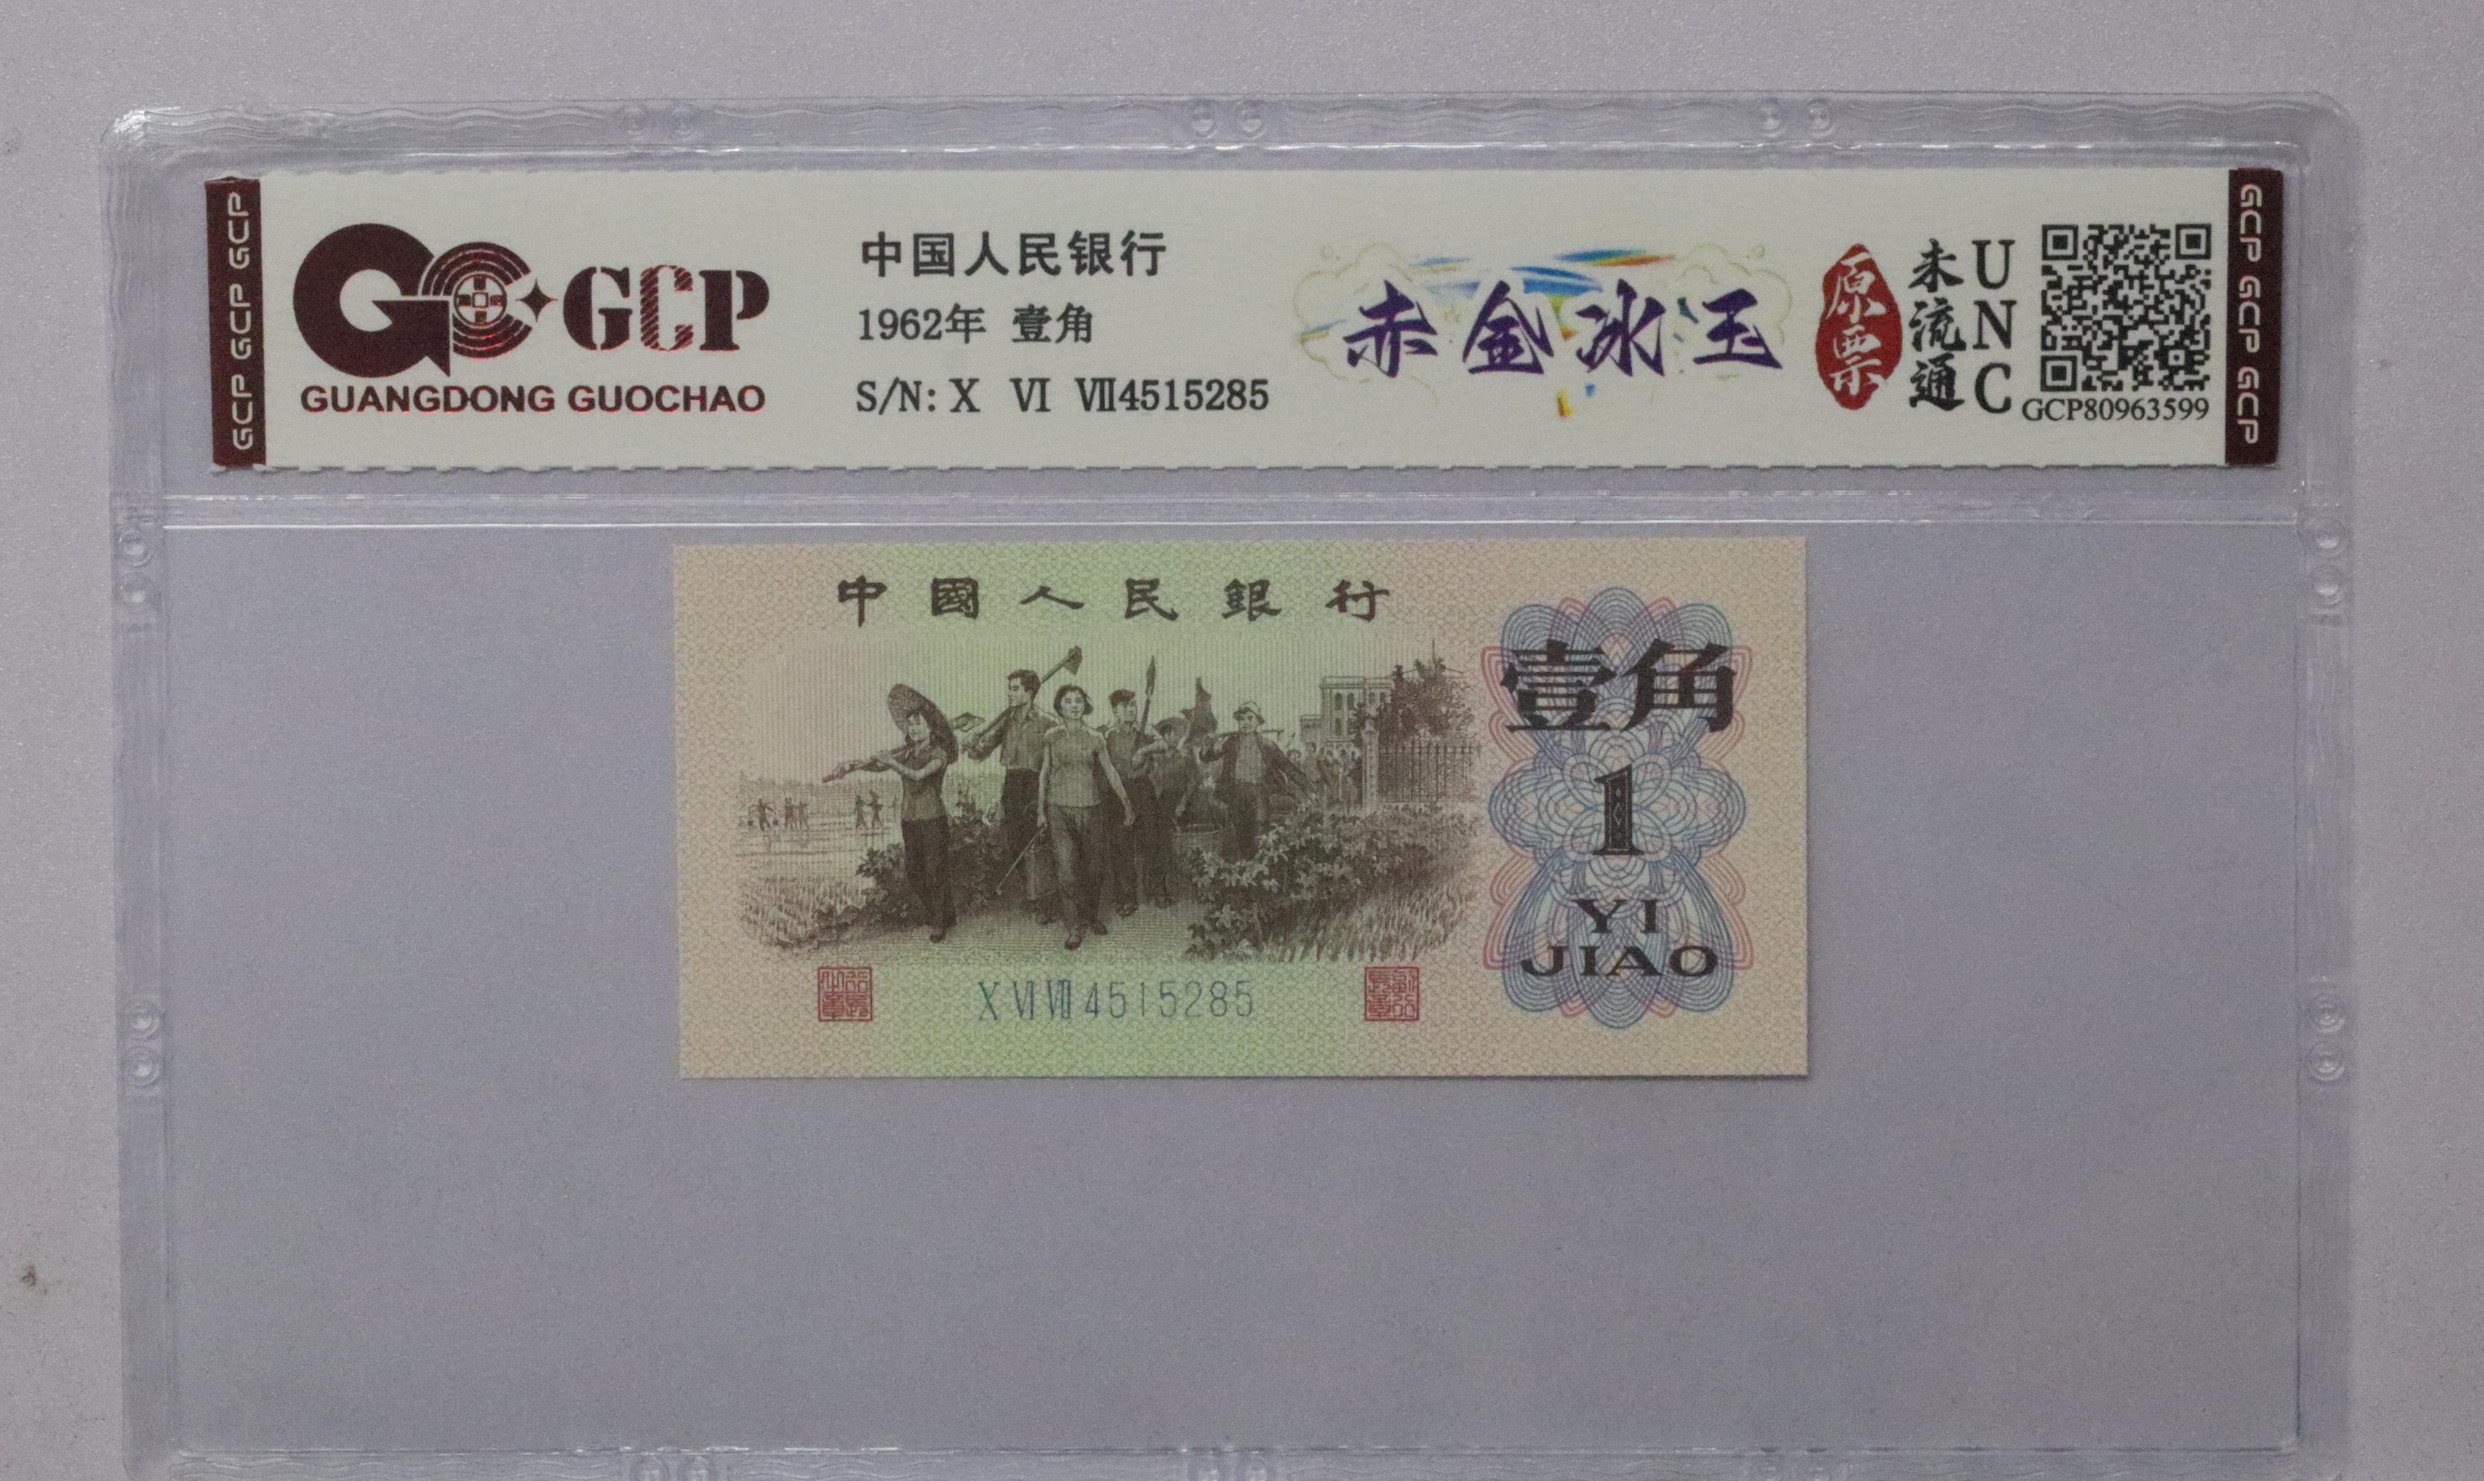 GCP GCP GCP
GCP
GUANGDONG GUOCHAO
中国人民银行
1962年 壹角
S/N: X Ⅵ Ⅶ4515285
赤金冰玉
原票
未流通
UNC
GCP80963599
GCP GCP GCP
中國人民銀行
壹角
1
YI
JIAO
X Ⅵ Ⅶ 4515285